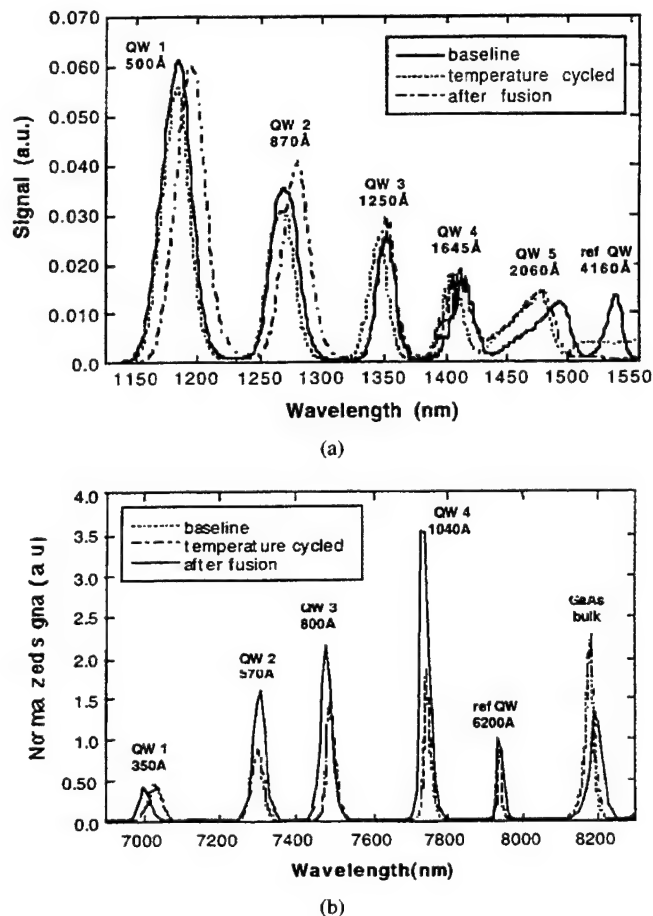 0.070
0.060
0.050
0.040
0.030
0.020
0.010
0.0
Signal (a.u.)
QW 1
500Å
QW 2
870Å
QW 3
1250Å
QW 4
1645Å
QW 5
2060Å
ref QW
4160Å
baseline
temperature cycled
after fusion
1150 1200 1250 1300 1350 1400 1450 1500 1550
Wavelength (nm)
(a)
4.0
3.5
3.0
2.5
2.0
1.5
1.0
0.50
0.0
Norma zed s gna (a u)
baseline
temperature cycled
after fusion
QW 1
350A
QW 2
570A
QW 3
800A
QW 4
1040A
ref QW
6200A
GaAs
bulk
7000 7200 7400 7600 7800 8000 8200
Wavelength(nm)
(b)